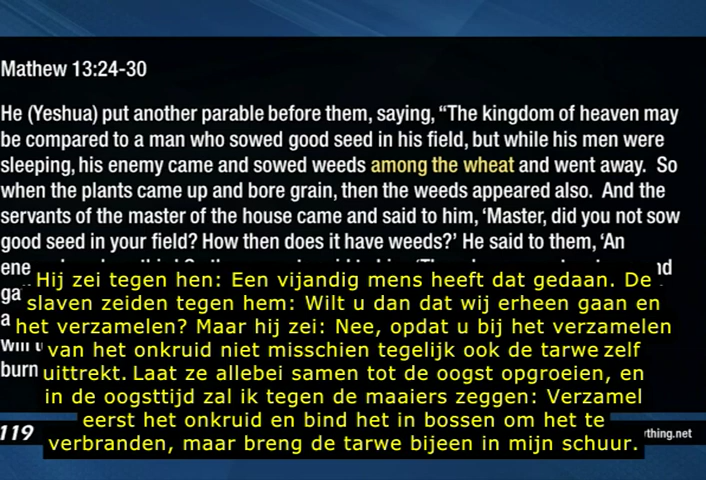 Mathew 13:24-30
He (Yeshua) put another parable before them, saying, “The kingdom of heaven may
be compared to a man who sowed good seed in his field, but while his men were
sleeping, his enemy came and sowed weeds among the wheat and went away. So
when the plants came up and bore grain, then the weeds appeared also. And the
servants of the master of the house came and said to him, ‘Master, did you not sow
good seed in your field? How then does it have weeds?’ He said to them, ‘An
Hij zei tegen hen: Een vijandig mens heeft dat gedaan. De
slaven zeiden tegen hem: Wilt u dan dat wij erheen gaan en
het verzamelen? Maar hij zei: Nee, opdat u bij het verzamelen
van het onkruid niet misschien tegelijk ook de tarwe zelf
uittrekt. Laat ze allebei samen tot de oogst opgroeien, en
in de oogsttijd zal ik tegen de maaiers zeggen: Verzamel
eerst het onkruid en bind het in bossen om het te
verbranden, maar breng de tarwe bijeen in mijn schuur.
119
thing.net